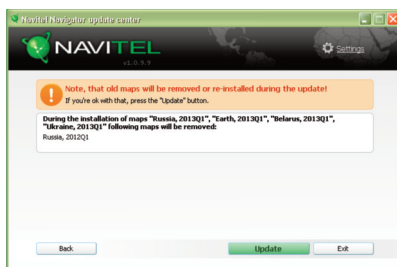 Navitel Navigator update center
NAVITEL
v1.0.9.9
Settings
Note, that old maps will be removed or re-installed during the update!
If you're ok with that, press the "Update" button.
During the installation of maps "Russia, 2013Q1", "Earth, 2013Q1", "Belarus, 2013Q1",
"Ukraine, 2013Q1" following maps will be removed:
Russia, 2012Q1
Back
Update
Exit